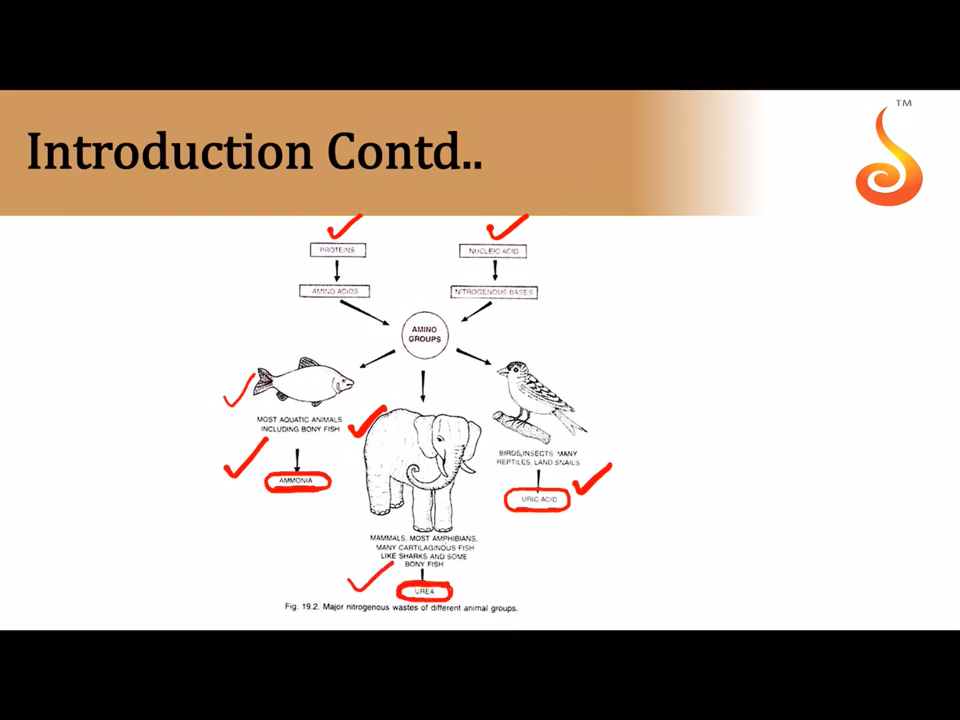 TM
Introduction Contd..
PROTEINS
NUCLEIC ACID
AMINO ACIDS
NITROGENOUS BASES
AMINO
GROUPS
MOST AQUATIC ANIMALS
INCLUDING BONY FISH
AMMONIA
BIRDS,INSECTS, MANY
REPTILES, LAND SNAILS
URIC ACID
MAMMALS, MOST AMPHIBIANS,
MANY CARTILAGINOUS FISH
LIKE SHARKS AND SOME
BONY FISH
UREA
Fig. 19.2. Major nitrogenous wastes of different animal groups.